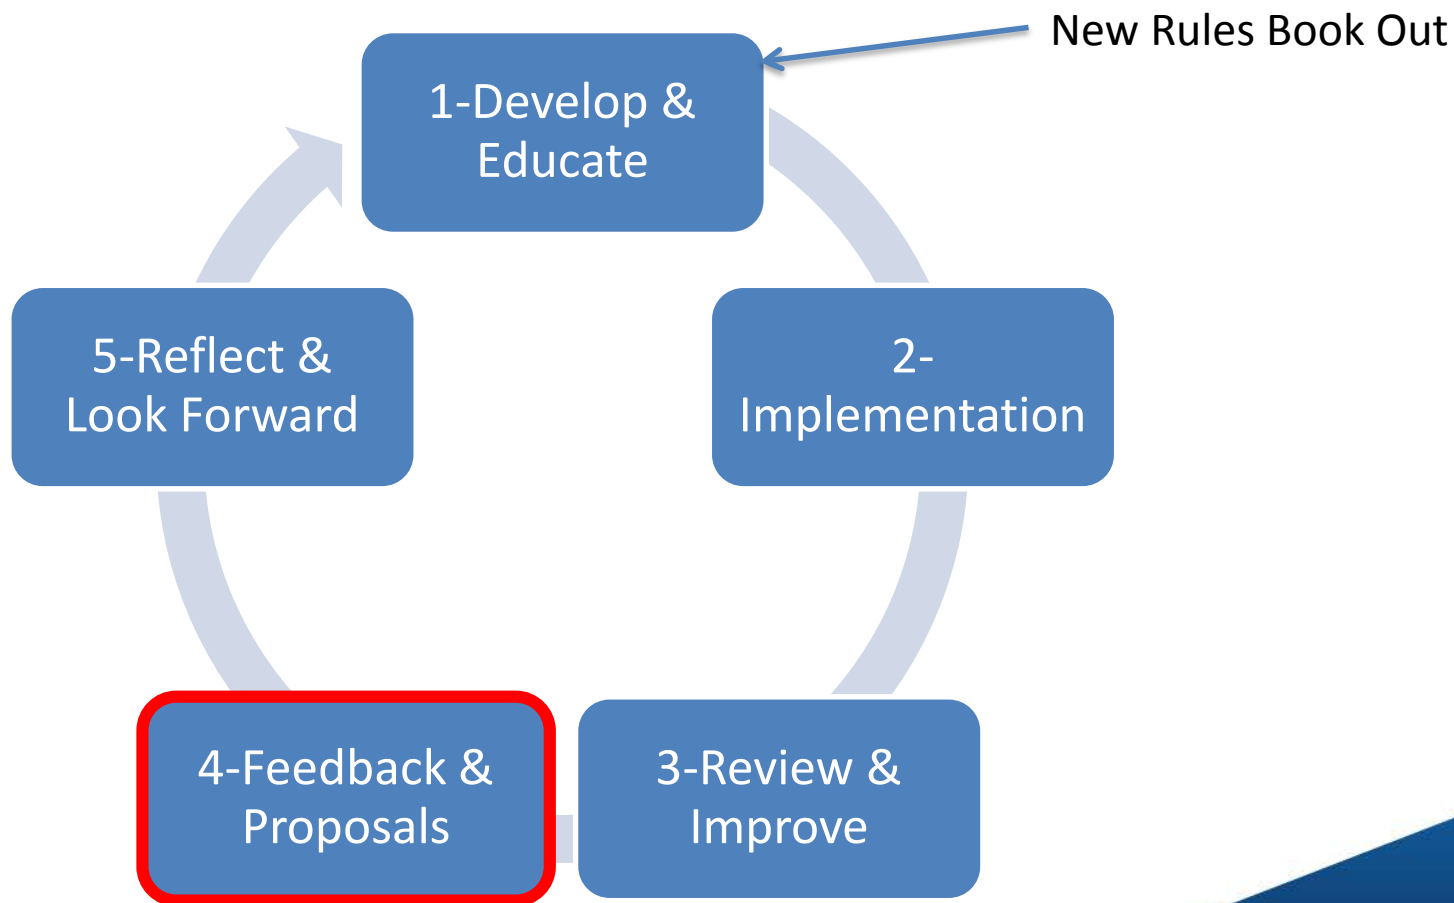 New Rules Book Out
1-Develop &
Educate
2-
Implementation
3-Review &
Improve
4-Feedback &
Proposals
5-Reflect &
Look Forward